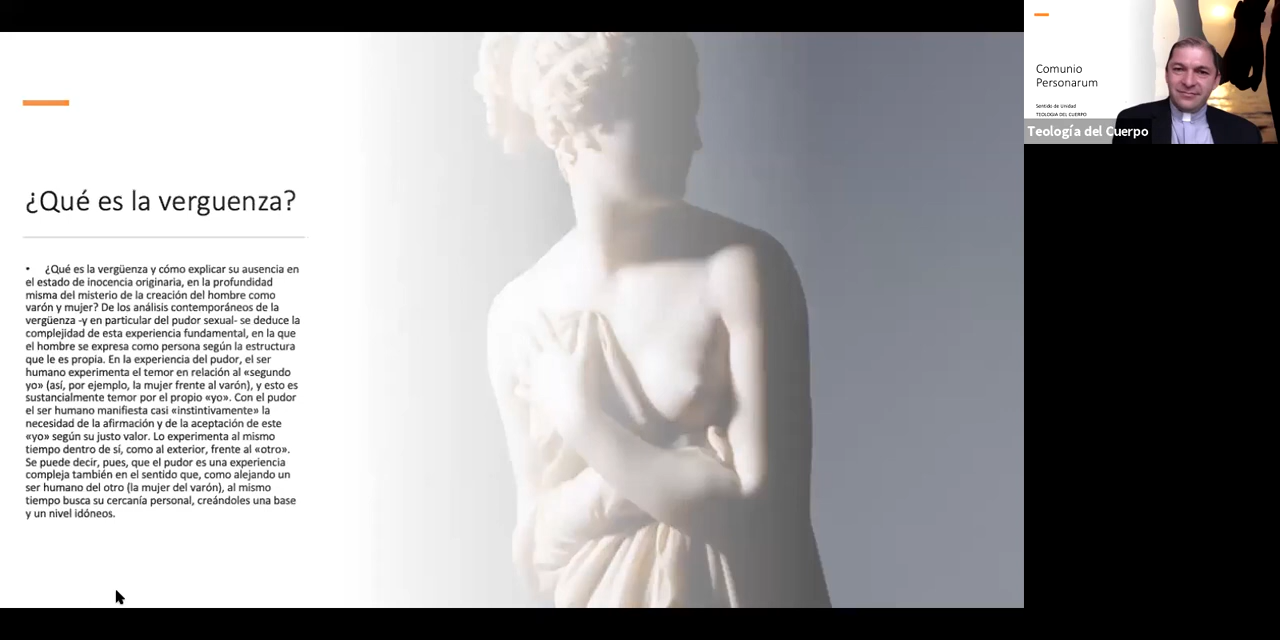 ¿Qué es la verguenza?
• ¿Qué es la vergüenza y cómo explicar su ausencia en
el estado de inocencia originaria, en la profundidad
misma del misterio de la creación del hombre como
varón y mujer? De los análisis contemporáneos de la
vergüenza -y en particular del pudor sexual- se deduce la
complejidad de esta experiencia fundamental, en la que
el hombre se expresa como persona según la estructura
que le es propia. En la experiencia del pudor, el ser
humano experimenta el temor en relación al «segundo
yo» (así, por ejemplo, la mujer frente al varón), y esto es
sustancialmente temor por el propio «yo». Con el pudor
el ser humano manifiesta casi «instintivamente» la
necesidad de la afirmación y de la aceptación de este
«yo» según su justo valor. Lo experimenta al mismo
tiempo dentro de sí, como al exterior, frente al «otro».
Se puede decir, pues, que el pudor es una experiencia
compleja también en el sentido que, como alejando un
ser humano del otro (la mujer del varón), al mismo
tiempo busca su cercanía personal, creándoles una base
y un nivel idóneos.
Comunio
Personarum
Sentido de Unidad
TEOLOGIA DEL CUERPO
Teología del Cuerpo